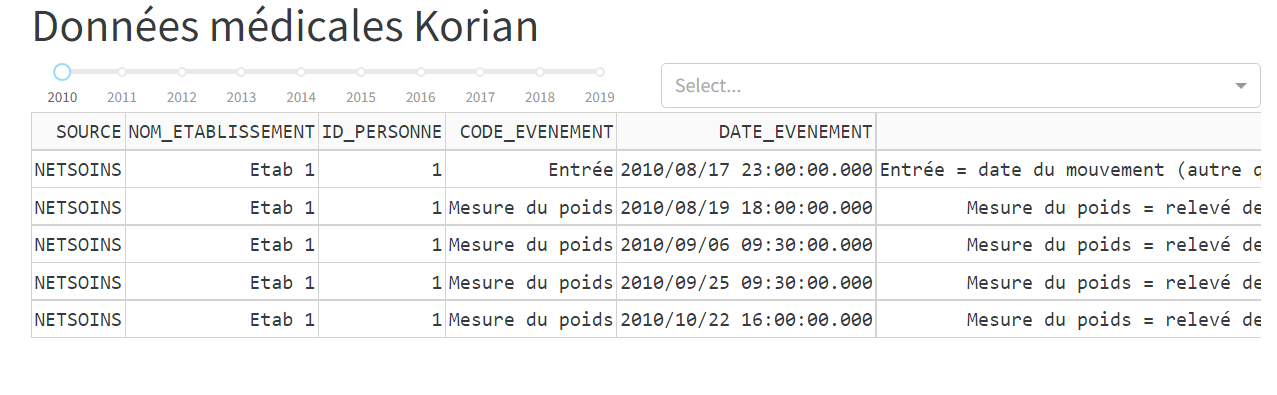 Données médicales Korian
2010 2011 2012 2013 2014 2015 2016 2017 2018 2019
Select...
SOURCE NOM_ETABLISSEMENT ID_PERSONNE CODE_EVENEMENT DATE_EVENEMENT
NETSOINS Etab 1 1 Entrée 2010/08/17 23:00:00.000 Entrée = date du mouvement (autre
NETSOINS Etab 1 1 Mesure du poids 2010/08/19 18:00:00.000 Mesure du poids = relevé de
NETSOINS Etab 1 1 Mesure du poids 2010/09/06 09:30:00.000 Mesure du poids = relevé de
NETSOINS Etab 1 1 Mesure du poids 2010/09/25 09:30:00.000 Mesure du poids = relevé de
NETSOINS Etab 1 1 Mesure du poids 2010/10/22 16:00:00.000 Mesure du poids = relevé de